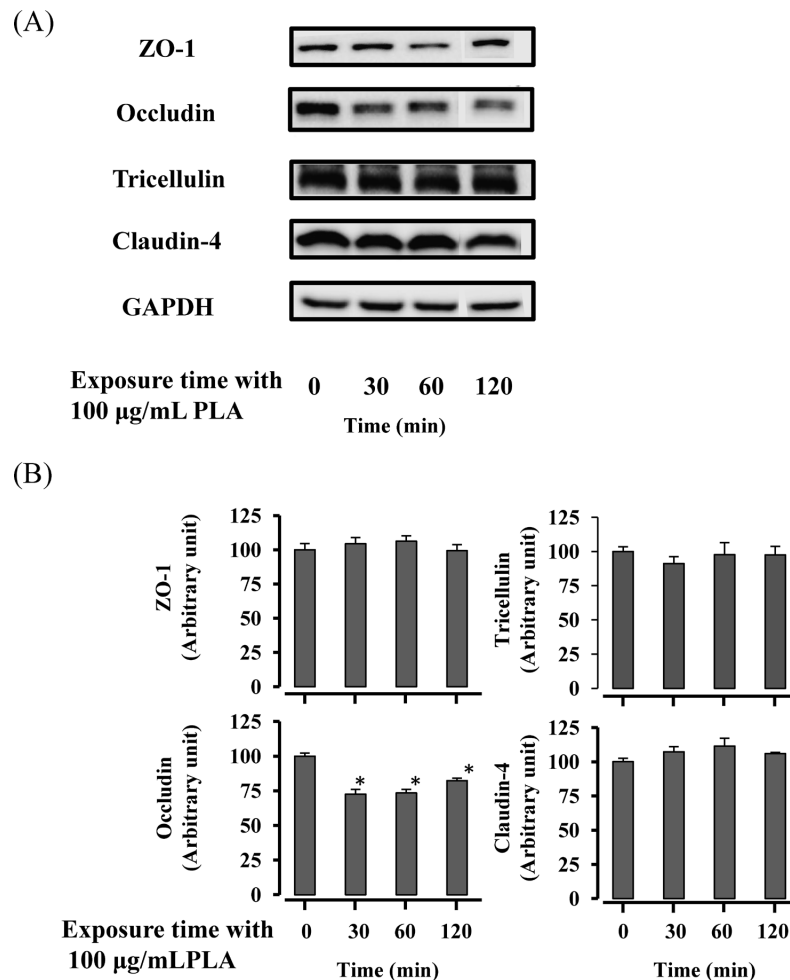 (A)
ZO-1
Occludin
Tricellulin
Claudin-4
GAPDH
Exposure time with
100 μg/mL PLA
0 30 60 120
Time (min)
(B)
ZO-1
(Arbitrary unit)
125
100
75
50
25
0
Tricellulin
(Arbitrary unit)
125
100
75
50
25
0
Occludin
(Arbitrary unit)
125
100
75
50
25
0
* * *
Claudin-4
(Arbitrary unit)
125
100
75
50
25
0
Exposure time with
100 μg/mLPLA
0 30 60 120
Time (min)
0 30 60 120
Time (min)